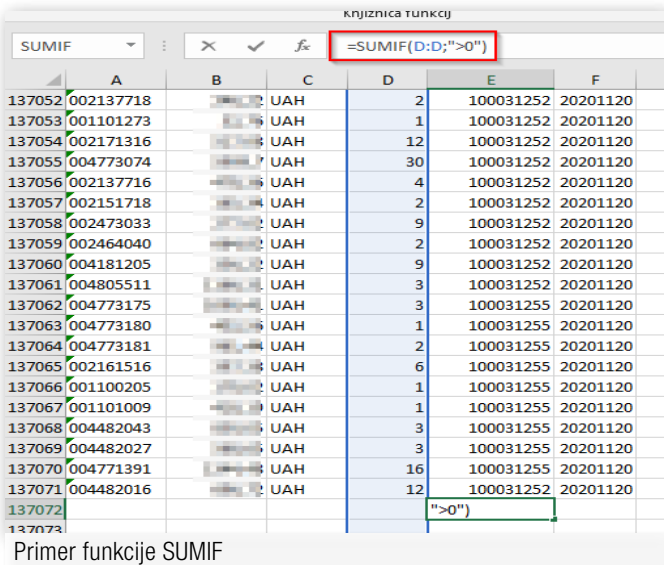 Knjižnica funkcij
SUMIF fx =SUMIF(D:D;">0")
A B C D E F
137052 002137718 UAH 2 100031252 20201120
137053 001101273 UAH 1 100031252 20201120
137054 002171316 UAH 12 100031252 20201120
137055 004773074 UAH 30 100031252 20201120
137056 002137716 UAH 4 100031252 20201120
137057 002151718 UAH 2 100031252 20201120
137058 002473033 UAH 9 100031252 20201120
137059 002464040 UAH 2 100031252 20201120
137060 004181205 UAH 9 100031252 20201120
137061 004805511 UAH 3 100031252 20201120
137062 004773175 UAH 3 100031255 20201120
137063 004773180 UAH 1 100031255 20201120
137064 004773181 UAH 2 100031255 20201120
137065 002161516 UAH 6 100031255 20201120
137066 001100205 UAH 1 100031255 20201120
137067 001101009 UAH 1 100031255 20201120
137068 004482043 UAH 3 100031255 20201120
137069 004482027 UAH 3 100031255 20201120
137070 004771391 UAH 16 100031255 20201120
137071 004482016 UAH 12 100031252 20201120
137072 ">0")
137073
Primer funkcije SUMIF